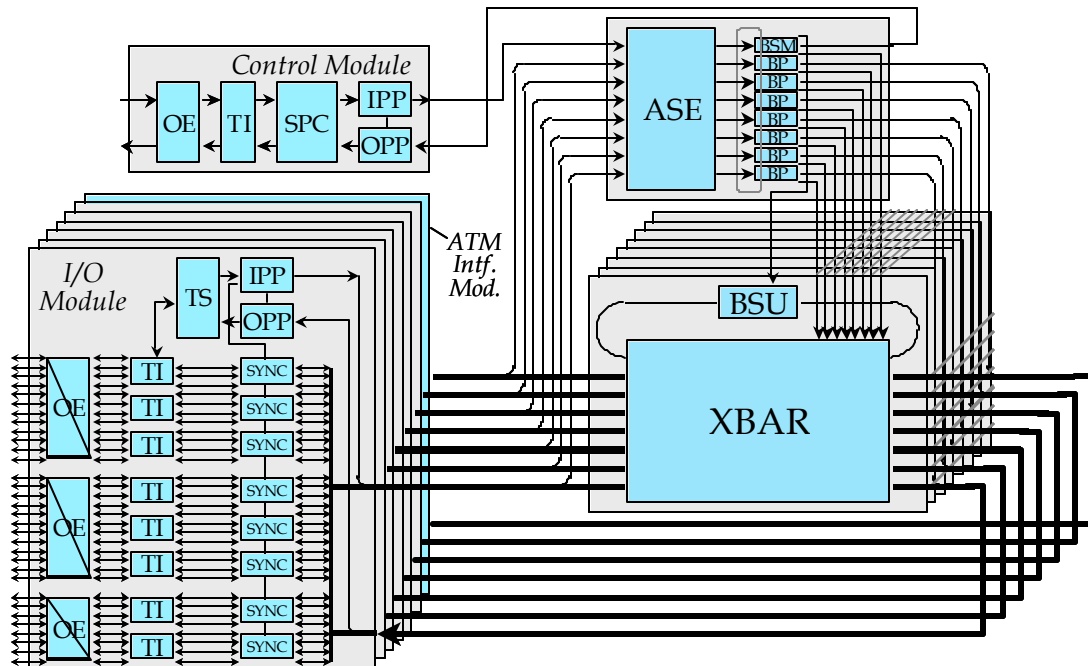 Control Module
OE
TI
SPC
IPP
OPP
ASE
BSM
BP
BP
BP
BP
BP
BP
BP
ATM
Intf.
Mod.
I/O
Module
TS
IPP
OPP
BSU
XBAR
OE
TI
SYNC
TI
SYNC
TI
SYNC
OE
TI
SYNC
TI
SYNC
TI
SYNC
OE
TI
SYNC
TI
SYNC